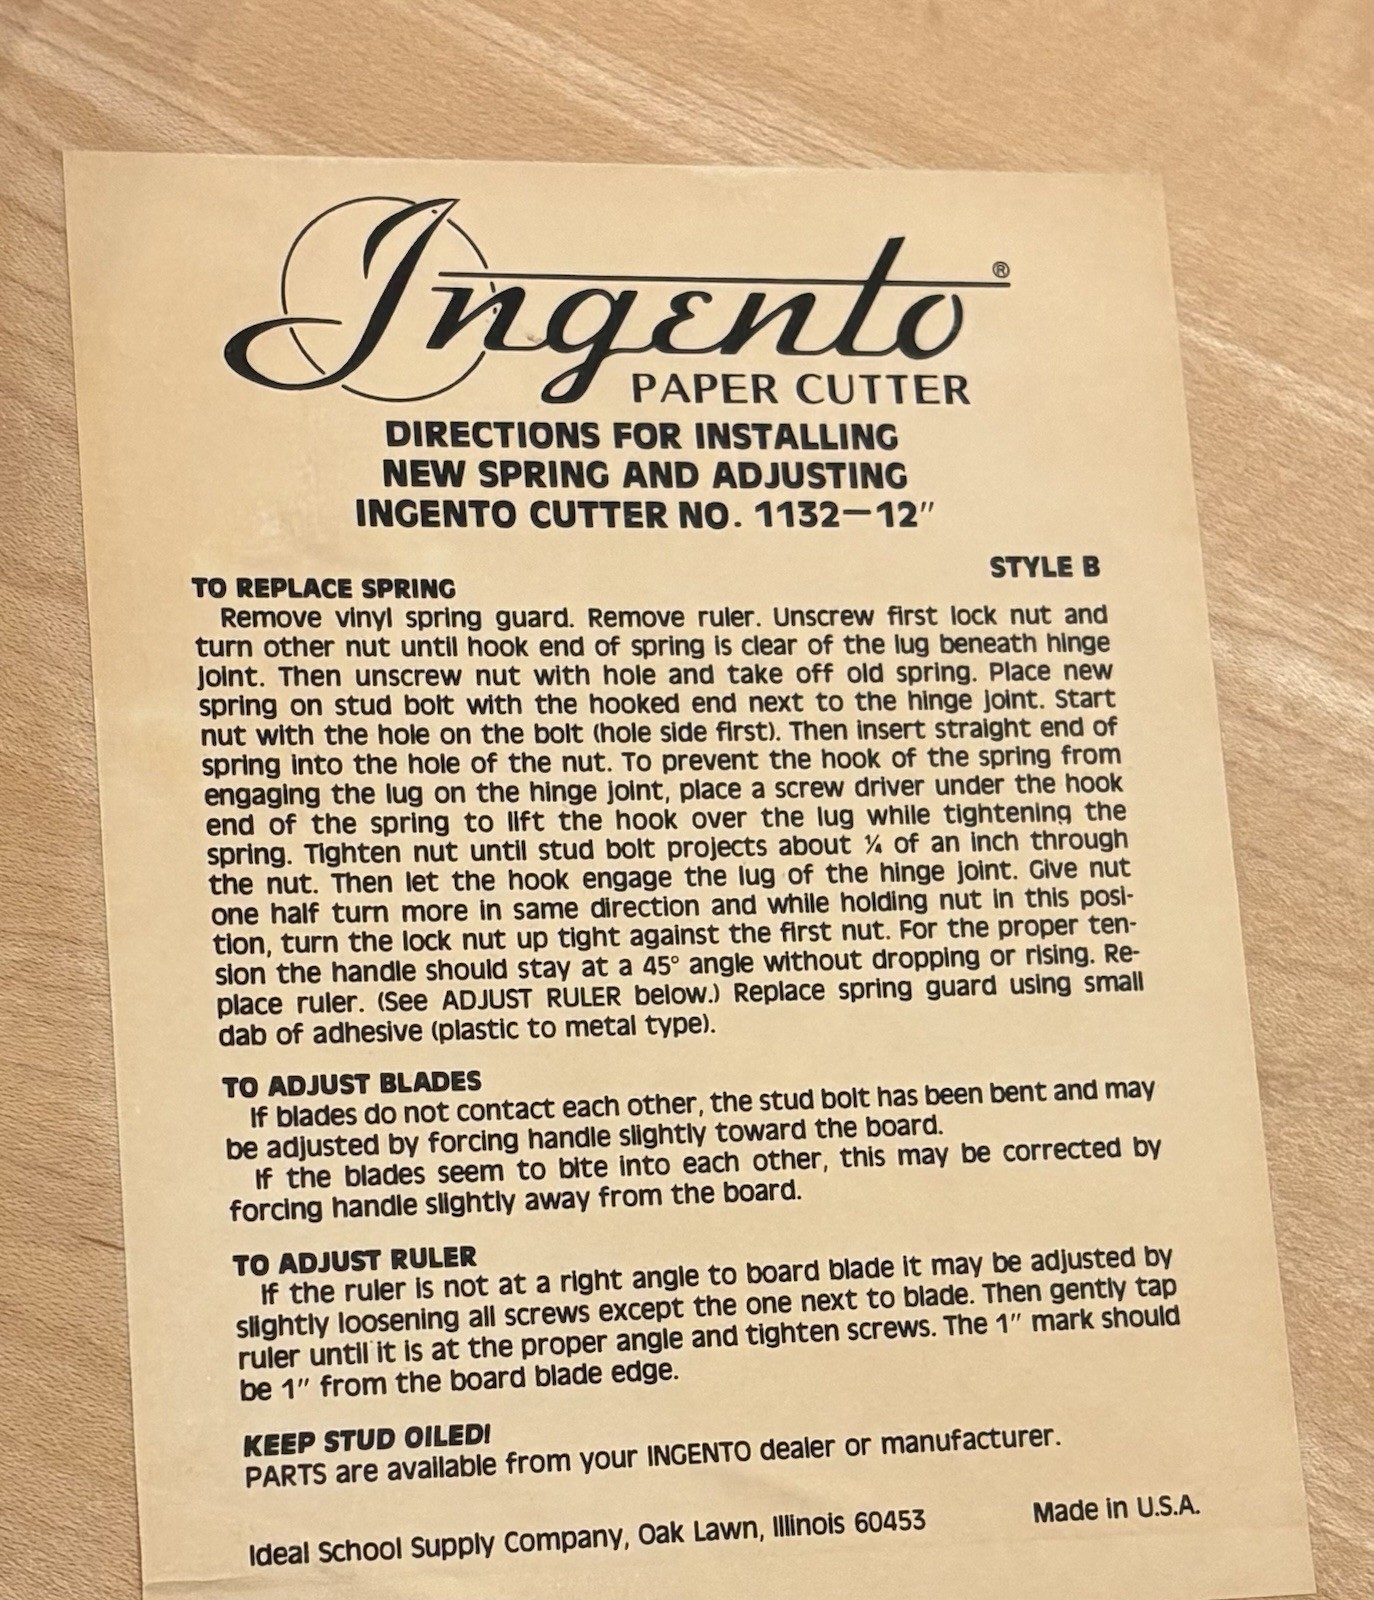 Ingento®
PAPER CUTTER
DIRECTIONS FOR INSTALLING
NEW SPRING AND ADJUSTING
INGENTO CUTTER NO. 1132—12"
STYLE B
TO REPLACE SPRING
Remove vinyl spring guard. Remove ruler. Unscrew first lock nut and
turn other nut until hook end of spring is clear of the lug beneath hinge
joint. Then unscrew nut with hole and take off old spring. Place new
spring on stud bolt with the hooked end next to the hinge joint. Start
nut with the hole on the bolt (hole side first). Then insert straight end of
spring into the hole of the nut. To prevent the hook of the spring from
engaging the lug on the hinge joint, place a screw driver under the hook
end of the spring to lift the hook over the lug while tightening the
spring. Tighten nut until stud bolt projects about ¼ of an inch through
the nut. Then let the hook engage the lug of the hinge joint. Give nut
one half turn more in same direction and while holding nut in this posi-
tion, turn the lock nut up tight against the first nut. For the proper ten-
sion the handle should stay at a 45° angle without dropping or rising. Re-
place ruler. (See ADJUST RULER below.) Replace spring guard using small
dab of adhesive (plastic to metal type).
TO ADJUST BLADES
If blades do not contact each other, the stud bolt has been bent and may
be adjusted by forcing handle slightly toward the board.
If the blades seem to bite into each other, this may be corrected by
forcing handle slightly away from the board.
TO ADJUST RULER
If the ruler is not at a right angle to board blade it may be adjusted by
slightly loosening all screws except the one next to blade. Then gently tap
ruler until it is at the proper angle and tighten screws. The 1" mark should
be 1" from the board blade edge.
KEEP STUD OILED!
PARTS are available from your INGENTO dealer or manufacturer.
Ideal School Supply Company, Oak Lawn, Illinois 60453 Made in U.S.A.